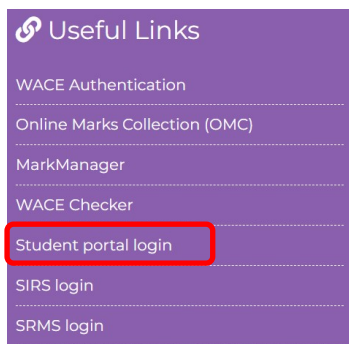 Useful Links
WACE Authentication
Online Marks Collection (OMC)
MarkManager
WACE Checker
Student portal login
SIRS login
SRMS login